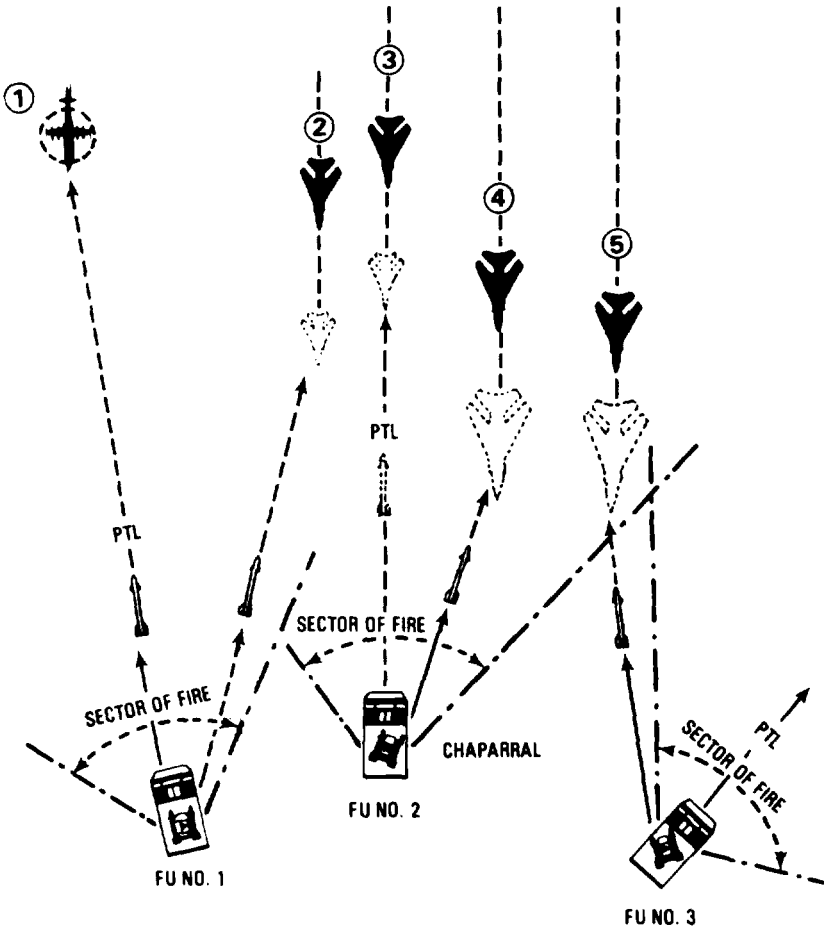 ③
①
②
④
⑤
PTL
PTL
SECTOR OF FIRE
SECTOR OF FIRE
PTL
SECTOR OF FIRE
CHAPARRAL
FU NO. 2
FU NO. 1
FU NO. 3